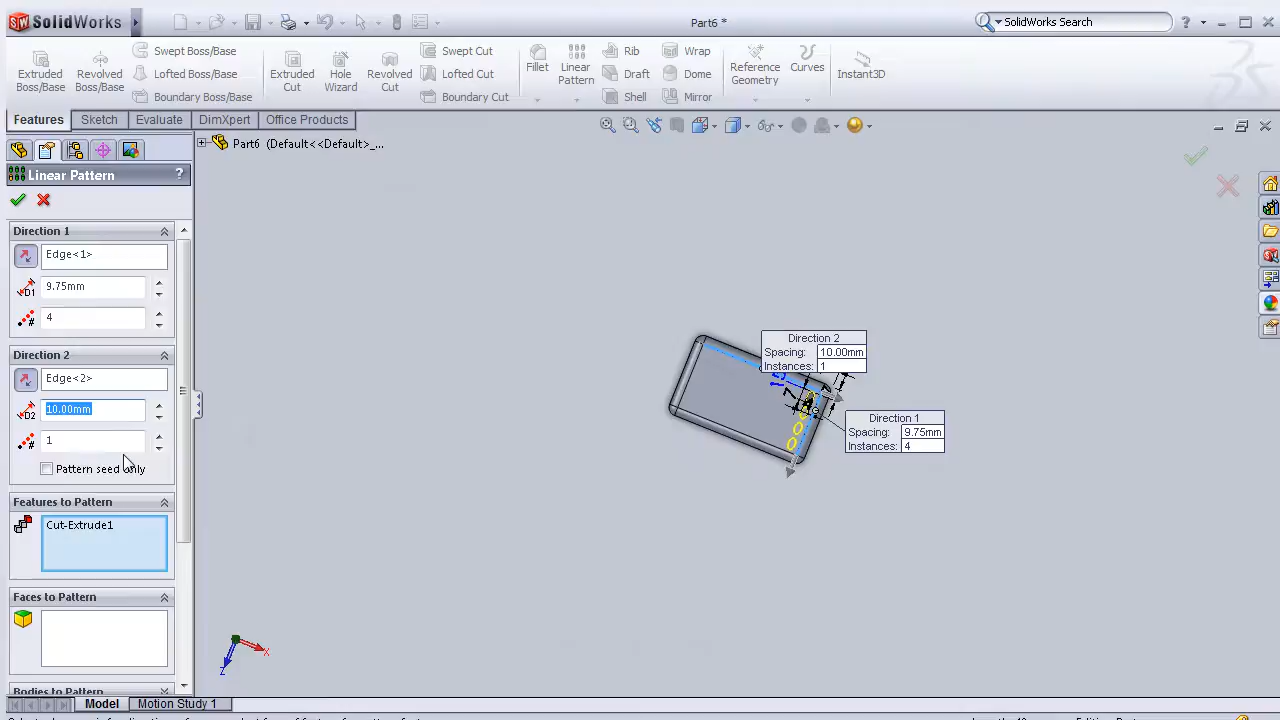 SolidWorks
Part6 *
SolidWorks Search
?
Extruded Boss/Base
Revolved Boss/Base
Swept Boss/Base
Lofted Boss/Base
Boundary Boss/Base
Extruded Cut
Hole Wizard
Revolved Cut
Swept Cut
Lofted Cut
Boundary Cut
Fillet
Linear Pattern
Rib
Draft
Shell
Wrap
Dome
Mirror
Reference Geometry
Curves
Instant3D
Features
Sketch
Evaluate
DimXpert
Office Products
Part6 (Default<<Default>_...
Linear Pattern
?
Direction 1
Edge<1>
D1
9.75mm
#
4
Direction 2
Edge<2>
D2
10.00mm
#
1
Pattern seed only
Features to Pattern
Cut-Extrude1
Faces to Pattern
Bodies to Pattern
Direction 2
Spacing: 10.00mm
Instances: 1
Direction 1
Spacing: 9.75mm
Instances: 4
X
Z
Model
Motion Study 1